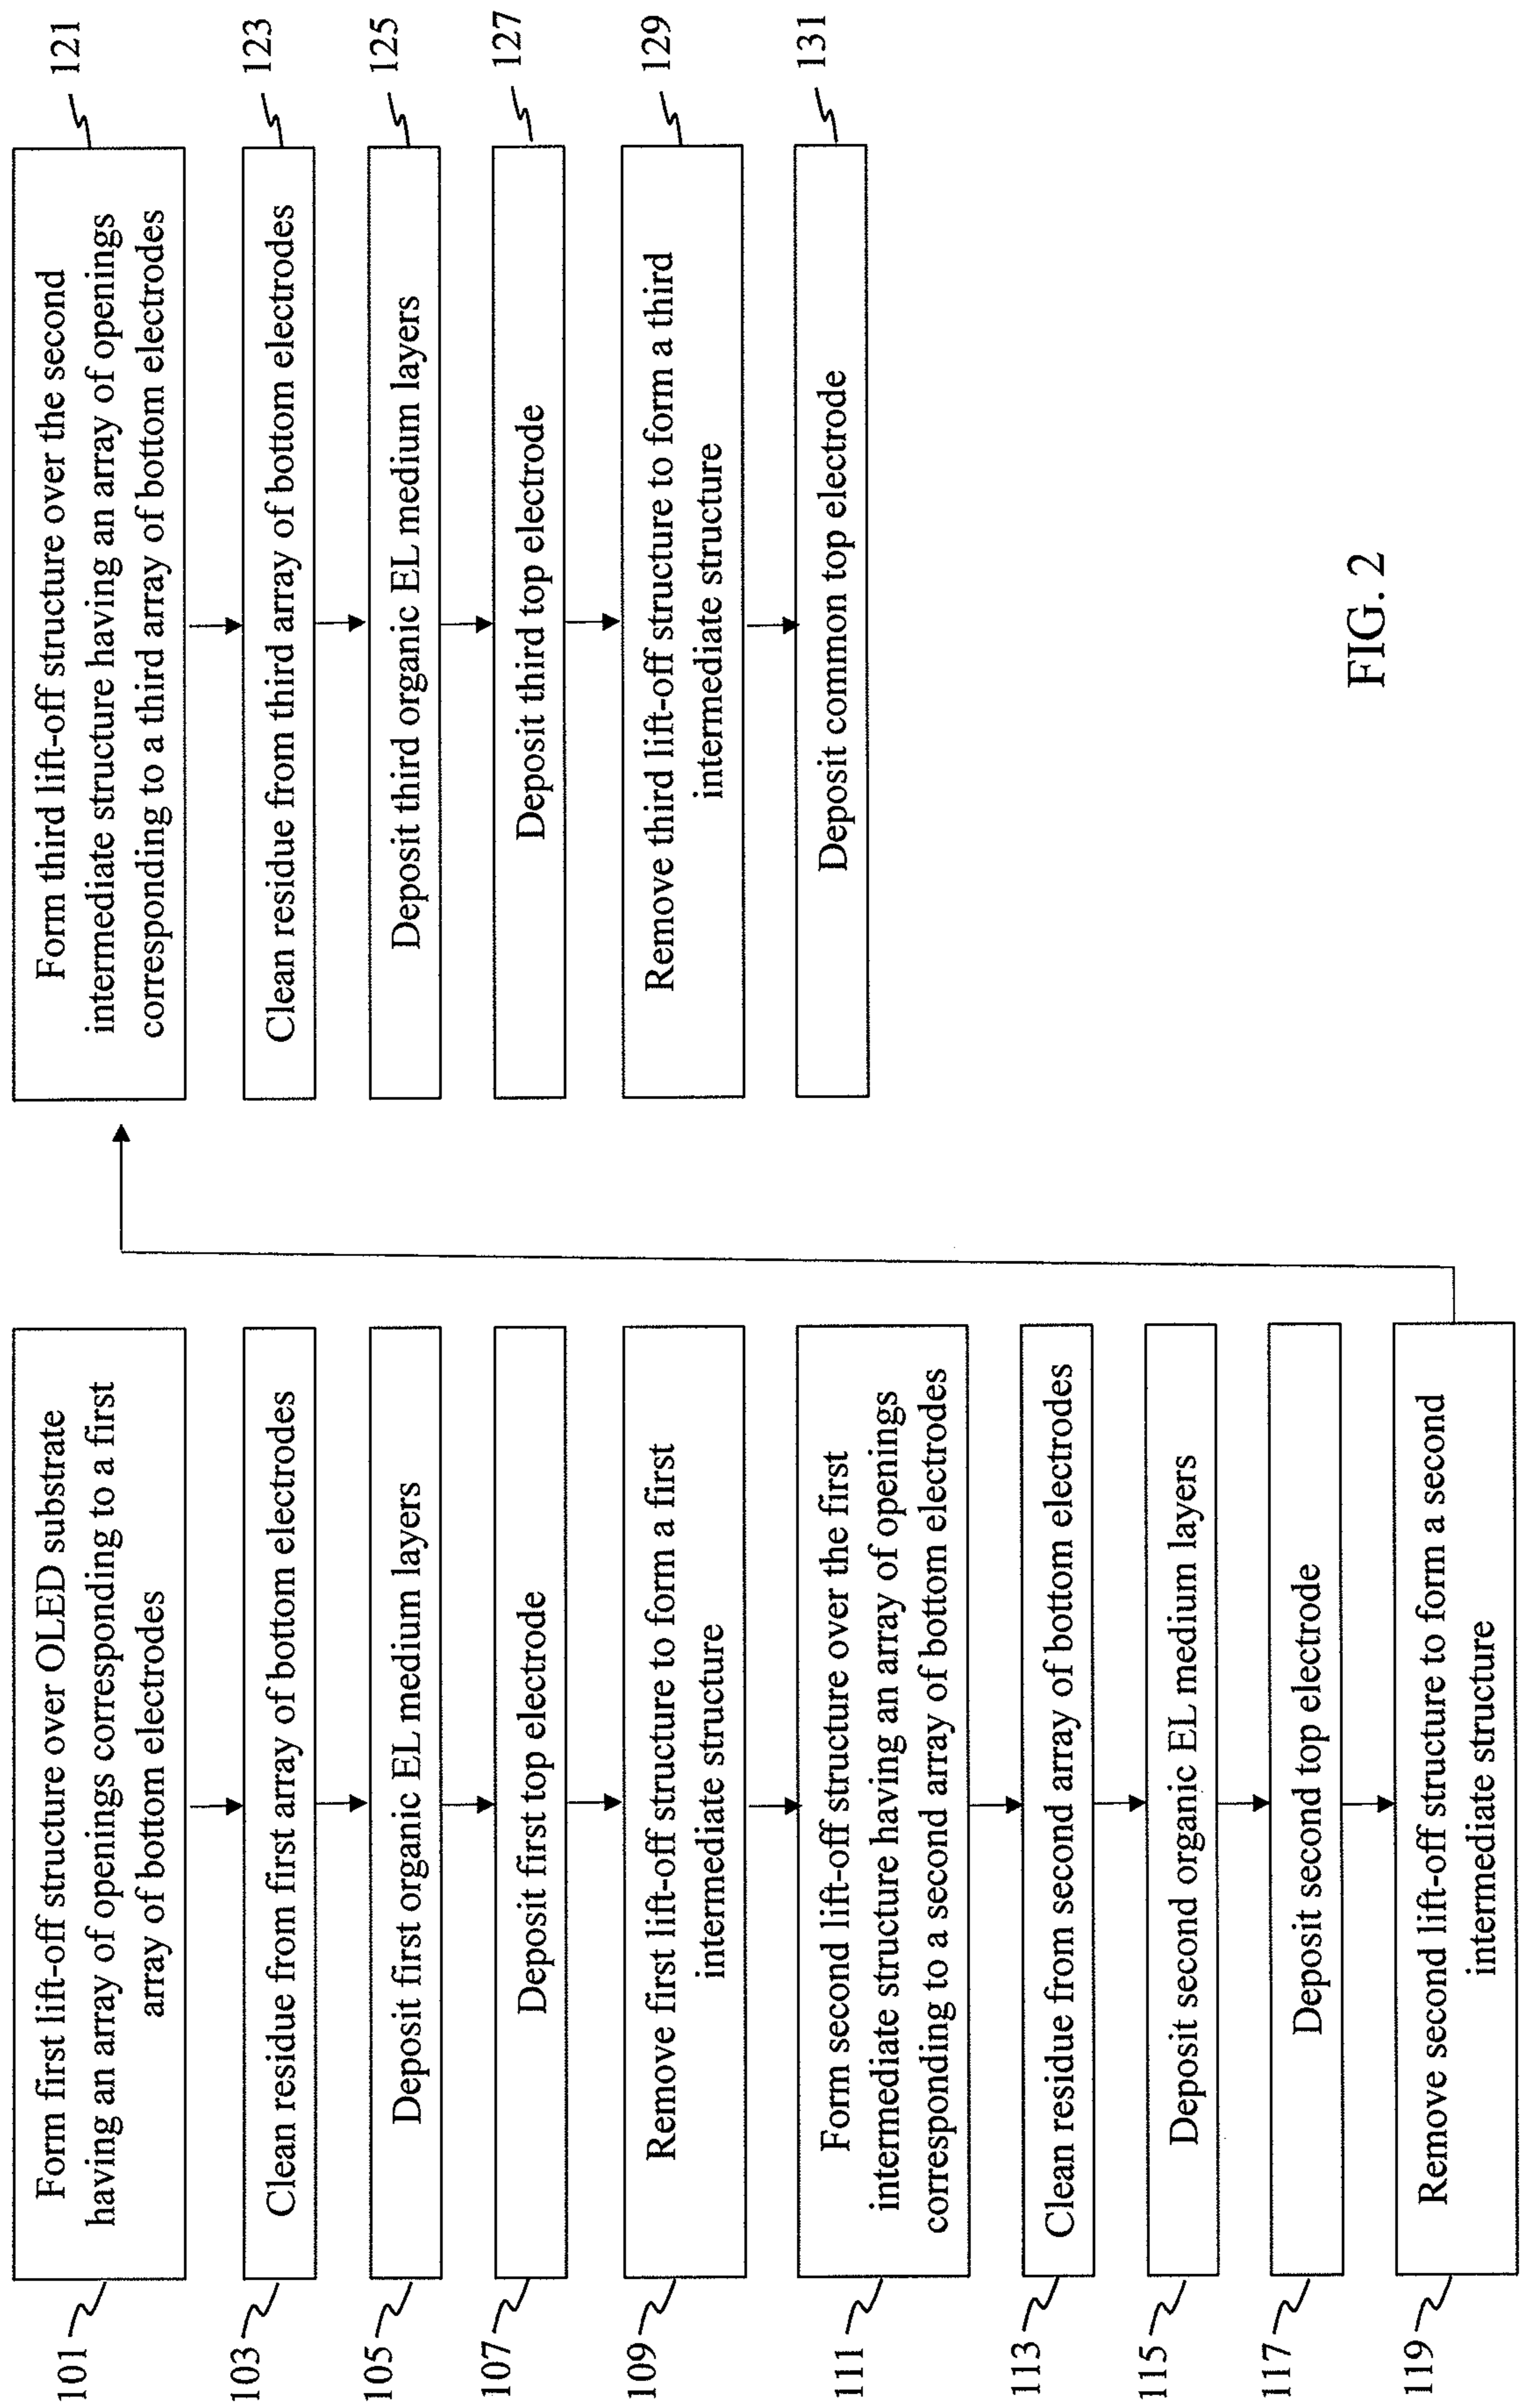 101
Form first lift-off structure over OLED substrate
having an array of openings corresponding to a first
array of bottom electrodes
103
Clean residue from first array of bottom electrodes
105
Deposit first organic EL medium layers
107
Deposit first top electrode
109
Remove first lift-off structure to form a first
intermediate structure
111
Form second lift-off structure over the first
intermediate structure having an array of openings
corresponding to a second array of bottom electrodes
113
Clean residue from second array of bottom electrodes
115
Deposit second organic EL medium layers
117
Deposit second top electrode
119
Remove second lift-off structure to form a second
intermediate structure
121
Form third lift-off structure over the second
intermediate structure having an array of openings
corresponding to a third array of bottom electrodes
123
Clean residue from third array of bottom electrodes
125
Deposit third organic EL medium layers
127
Deposit third top electrode
129
Remove third lift-off structure to form a third
intermediate structure
131
Deposit common top electrode
FIG. 2